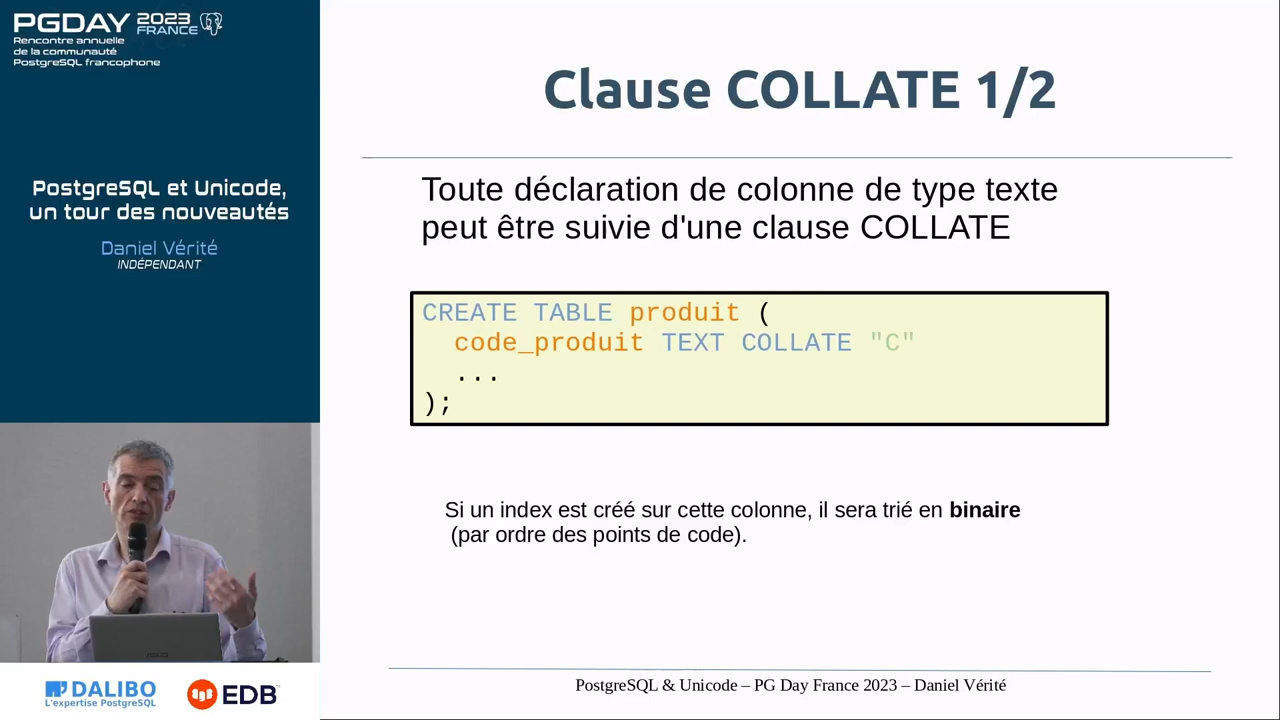 PGDAY 2023 FRANCE
Rencontre annuelle
de la communauté
PostgreSQL francophone
PostgreSQL et Unicode,
un tour des nouveautés
Daniel Vérité
INDÉPENDANT
DALIBO
L'expertise PostgreSQL
EDB
Clause COLLATE 1/2
Toute déclaration de colonne de type texte
peut être suivie d'une clause COLLATE
CREATE TABLE produit (
  code_produit TEXT COLLATE "C"
  ...
);
Si un index est créé sur cette colonne, il sera trié en binaire
(par ordre des points de code).
PostgreSQL & Unicode – PG Day France 2023 – Daniel Vérité